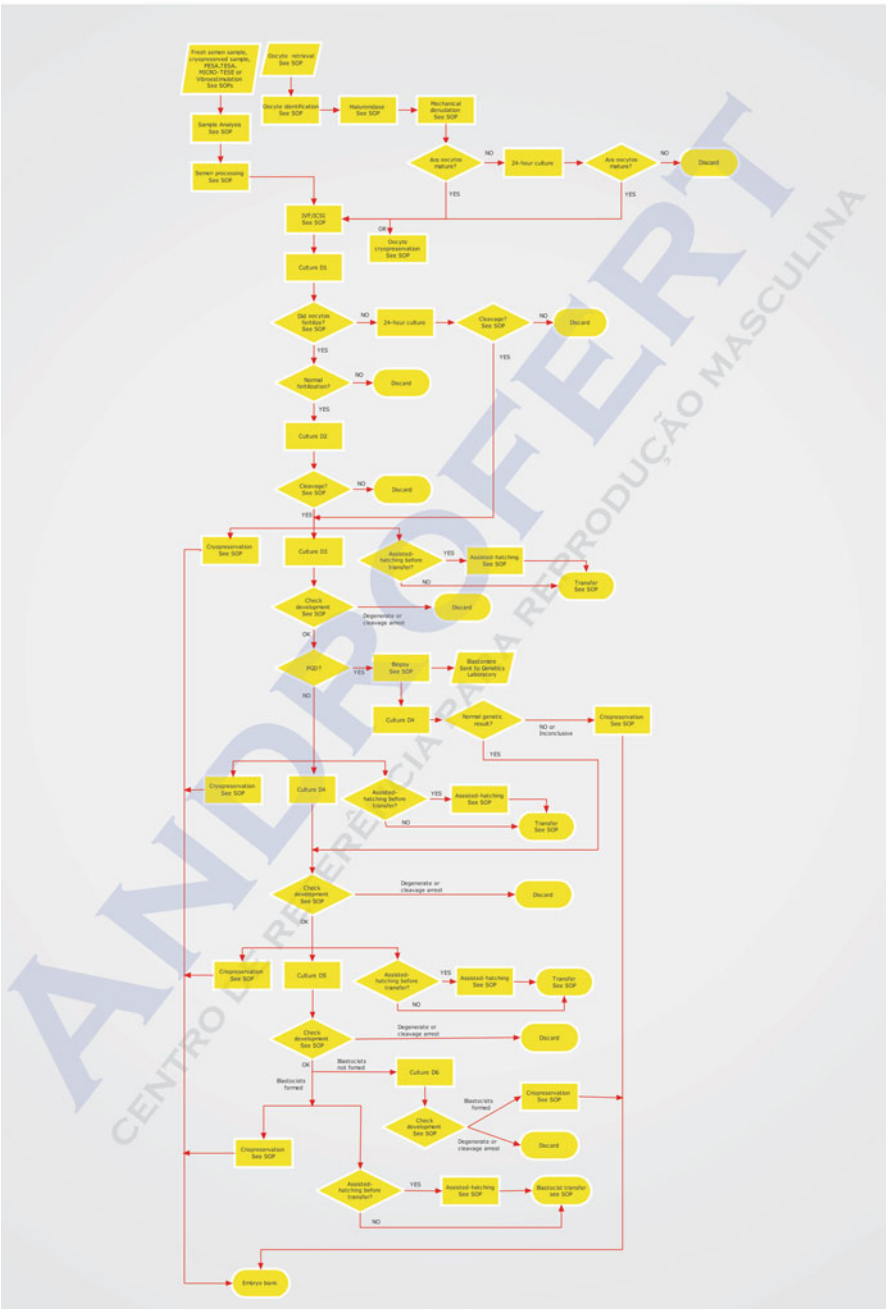 Fresh semen sample,
cryopreserved sample,
PESA,TESA,
MICRO-TESE or
Vibrostimulation
See SOPs
Oocyte retrieval
See SOP
Oocyte identification
See SOP
See SOP
Mechanical
denudation
See SOP
Sample Analysis
See SOP
Semen processing
See SOP
Are oocytes
mature?
NO
24-hour culture
Are oocytes
mature?
NO
Discard
YES
YES
IVF/ICSI
See SOP
OR
Oocyte
cryopreservation
See SOP
Culture D1
Did oocytes
fertilize?
See SOP
NO
24-hour culture
Cleavage?
See SOP
NO
Discard
YES
YES
Normal
fertilization?
NO
Discard
YES
Culture D2
Cleavage?
See SOP
NO
Discard
YES
Cryopreservation
See SOP
Culture D3
Assisted-
hatching before
transfer?
YES
Assisted-hatching
See SOP
NO
Transfer
See SOP
Check
development
See SOP
Degenerate or
cleavage arrest
Discard
OK
PGD?
YES
Biopsy
See SOP
Blastomere
Sent to Genetics
Laboratory
NO
Culture D4
Normal genetic
result?
NO or
Inconclusive
Criopreservation
See SOP
YES
Cryopreservation
See SOP
Culture D4
Assisted-
hatching before
transfer?
YES
Assisted-hatching
See SOP
NO
Transfer
See SOP
Check
development
See SOP
Degenerate or
cleavage arrest
Discard
OK
Criopreservation
See SOP
Culture D5
Assisted-
hatching before
transfer?
YES
Assisted-hatching
See SOP
Transfer
See SOP
NO
Check
development
See SOP
Degenerate or
cleavage arrest
Discard
OK
Blastocists
not fomed
Blastocists
formed
Culture D6
Check
development
See SOP
Blastocists
formed
Criopreservation
See SOP
Degenerate or
cleavage arrest
Discard
Criopreservation
See SOP
Assisted-
hatching before
transfer?
YES
Assisted-hatching
See SOP
Blastocist transfer
see SOP
NO
Embryo bank
ANDROFERT
CENTRO DE REFERÊNCIA PARA REPRODUÇÃO MASCULINA